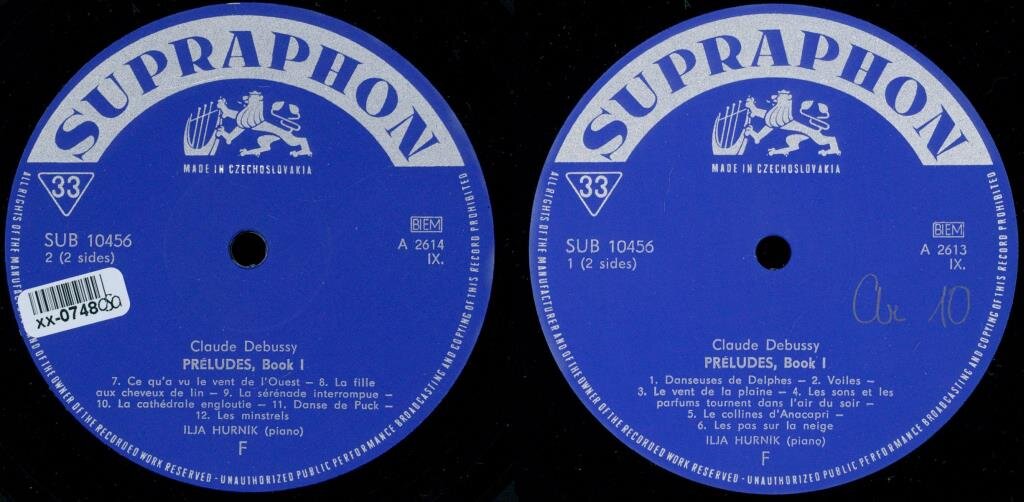 SUPRAPHON
MADE IN CZECHOSLOVAKIA
33
BIEM
SUB 10456
A 2614
2 (2 sides)
IX.
xx-0748
Claude Debussy
PRÉLUDES, Book I
7. Ce qu'a vu le vent de l'Ouest – 8. La fille
aux cheveux de lin – 9. La sérénade interrompue –
10. La cathédrale engloutie – 11. Danse de Puck –
12. Les minstrels
ILJA HURNÍK (piano)
F
ALL RIGHTS OF THE MANUFACTURER AND OF THE OWNER OF THE RECORDED WORK RESERVED - UNAUTHORIZED PUBLIC PERFORMANCE BROADCASTING AND COPYING OF THIS RECORD PROHIBITED
SUPRAPHON
MADE IN CZECHOSLOVAKIA
33
BIEM
SUB 10456
A 2613
1 (2 sides)
IX.
10
Claude Debussy
PRÉLUDES, Book I
1. Danseuses de Delphes – 2. Voiles –
3. Le vent de la plaine – 4. Les sons et les
parfums tournent dans l'air du soir –
5. Le collines d'Anacapri –
6. Les pas sur la neige
ILJA HURNÍK (piano)
F
ALL RIGHTS OF THE MANUFACTURER AND OF THE OWNER OF THE RECORDED WORK RESERVED - UNAUTHORIZED PUBLIC PERFORMANCE BROADCASTING AND COPYING OF THIS RECORD PROHIBITED